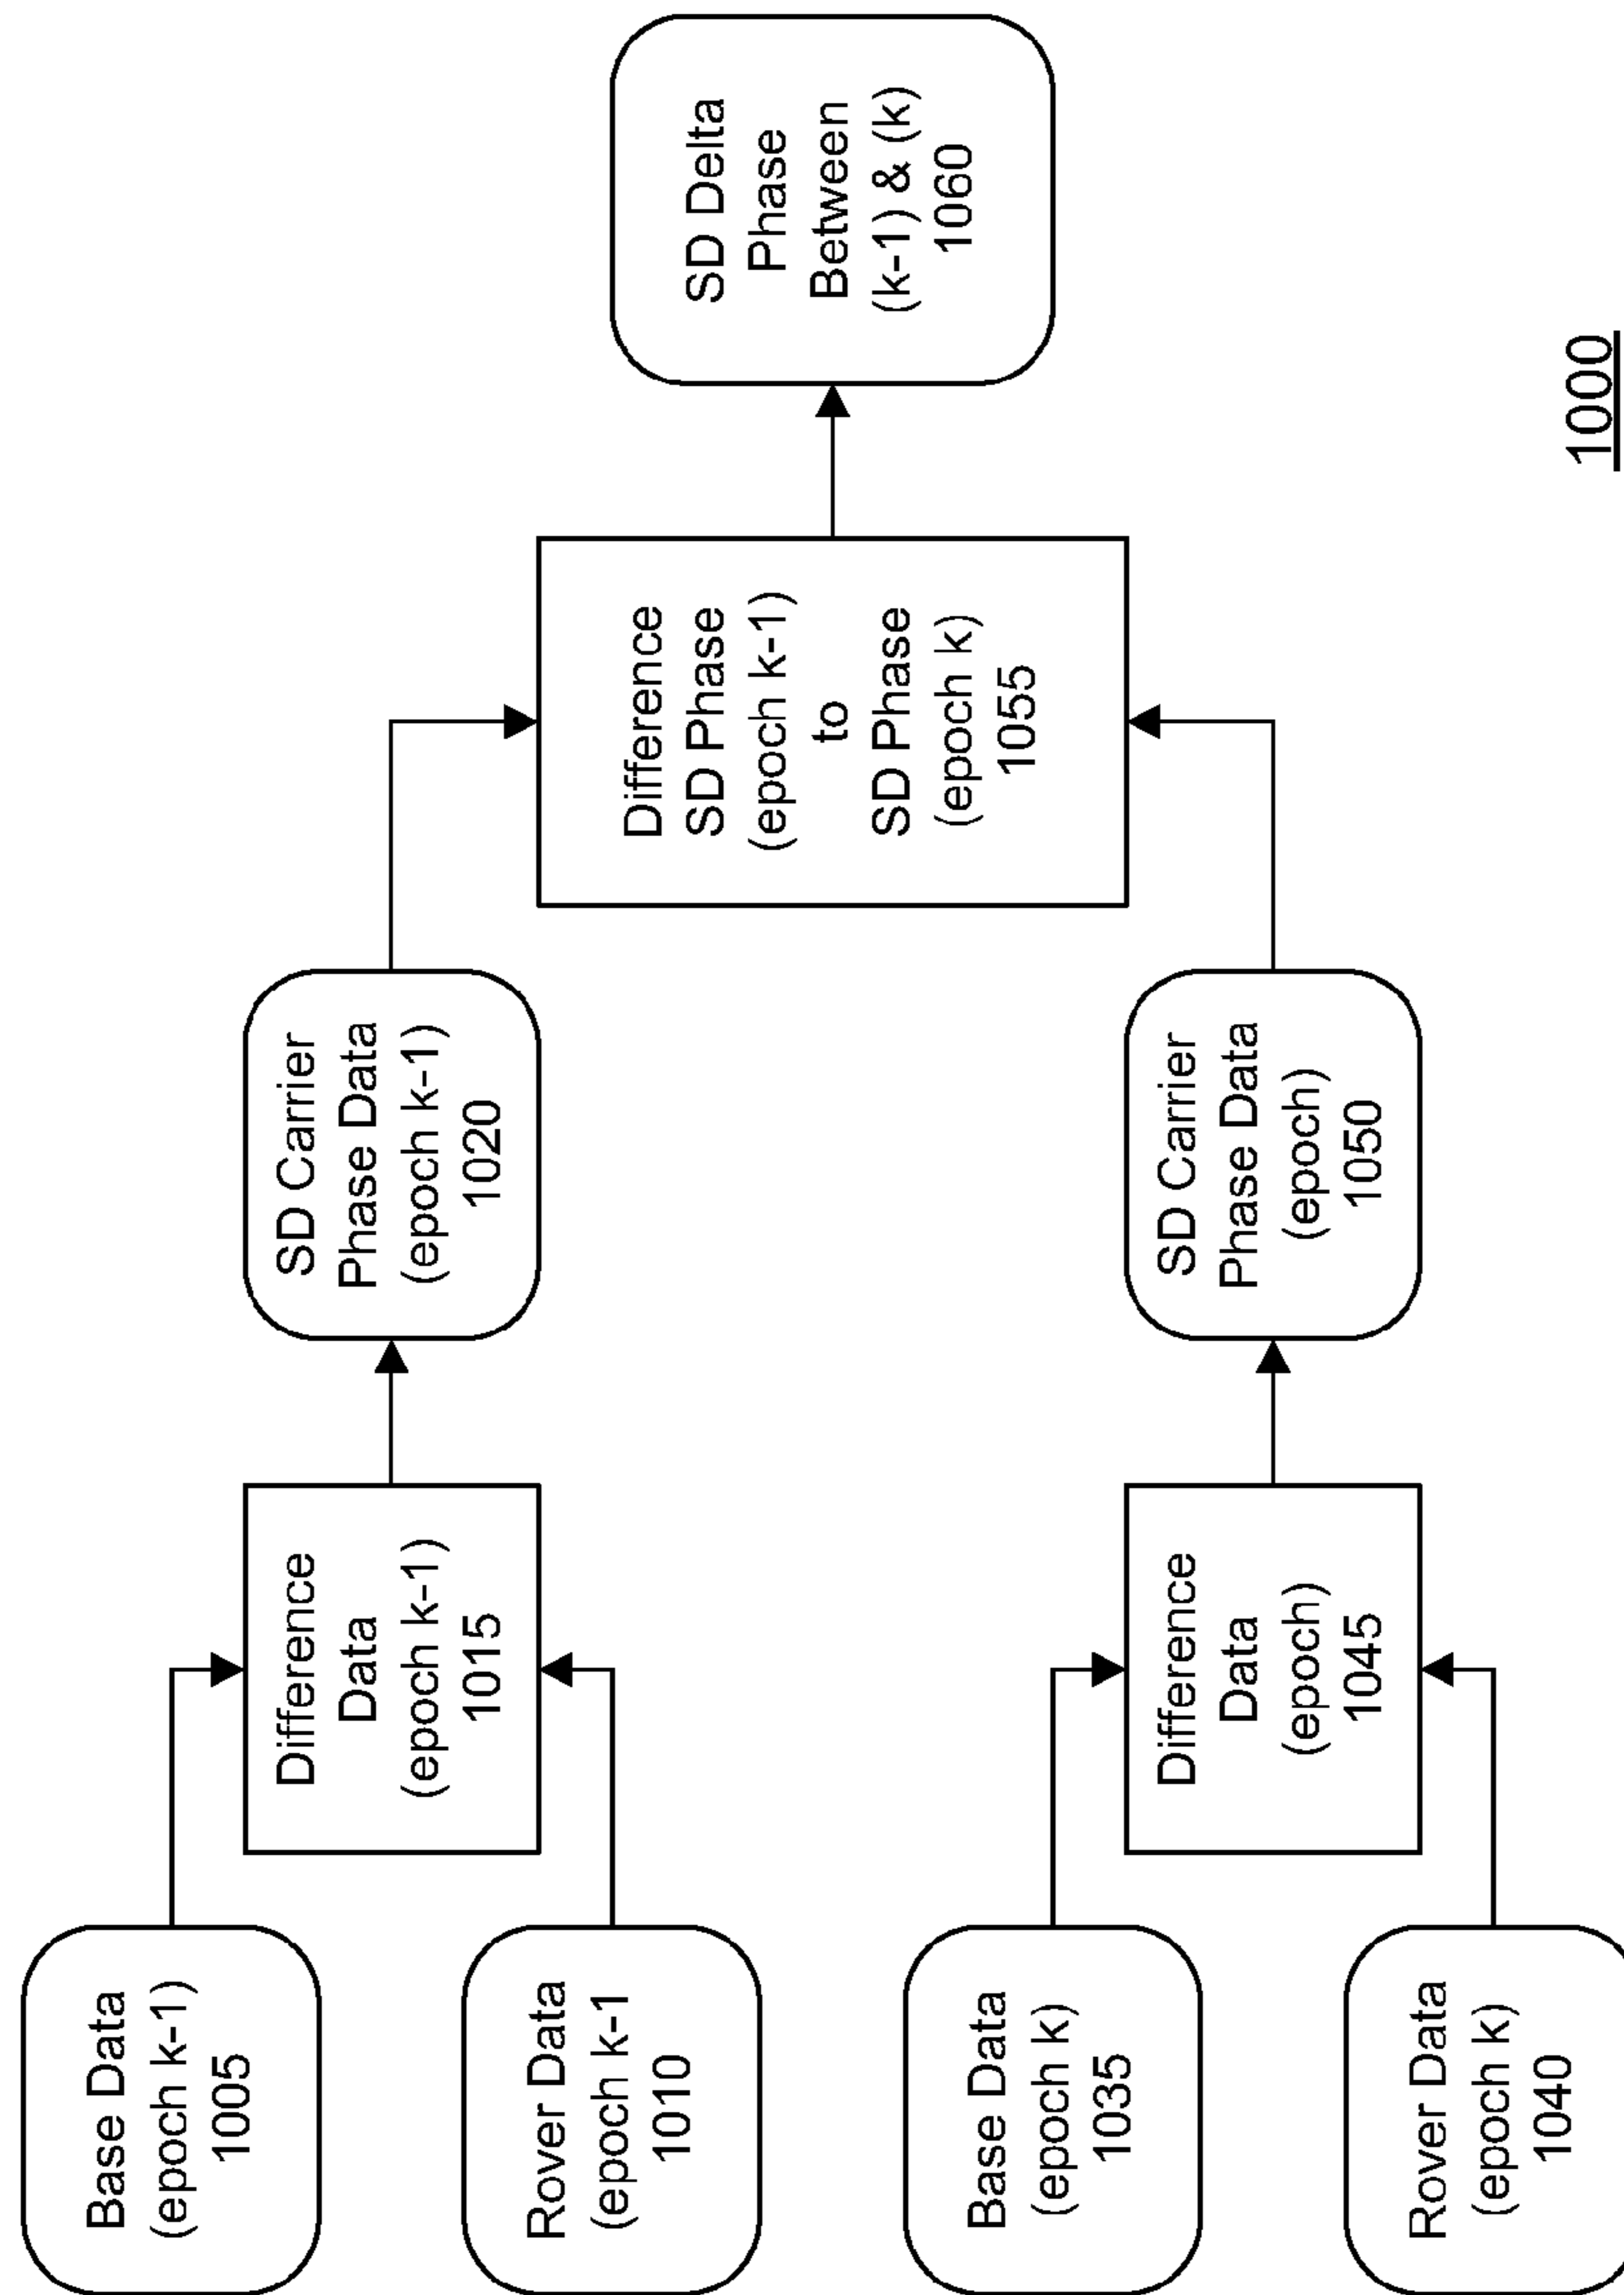 Base Data
(epoch k-1)
1005
Rover Data
(epoch k-1
1010
Difference
Data
(epoch k-1)
1015
SD Carrier
Phase Data
(epoch k-1)
1020
Base Data
(epoch k)
1035
Rover Data
(epoch k)
1040
Difference
Data
(epoch)
1045
SD Carrier
Phase Data
(epoch)
1050
Difference
SD Phase
(epoch k-1)
to
SD Phase
(epoch k)
1055
SD Delta
Phase
Between
(k-1) & (k)
1060
1000